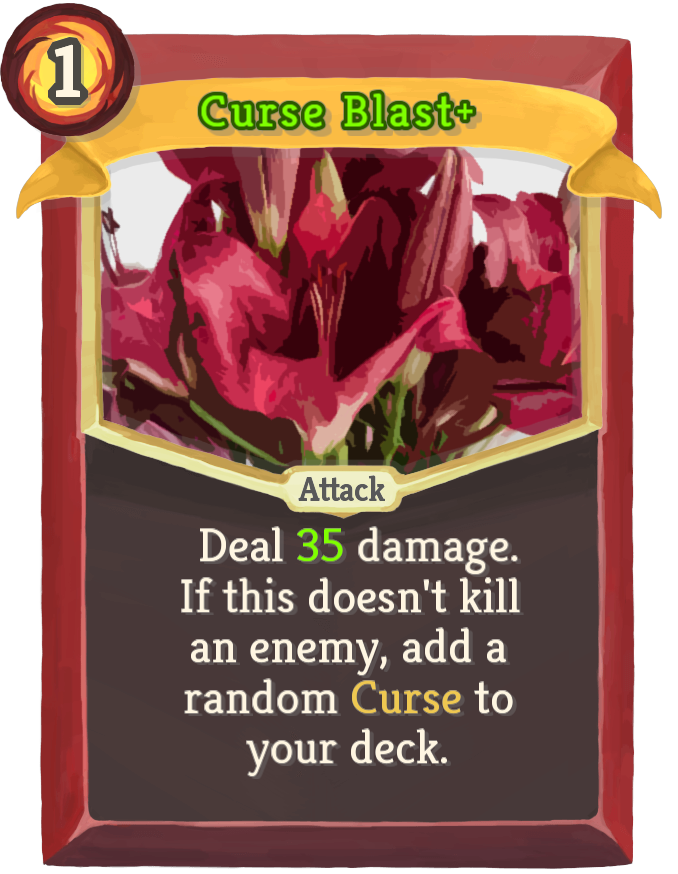 1
Curse Blast+
Attack
Deal 35 damage.
If this doesn't kill
an enemy, add a
random Curse to
your deck.